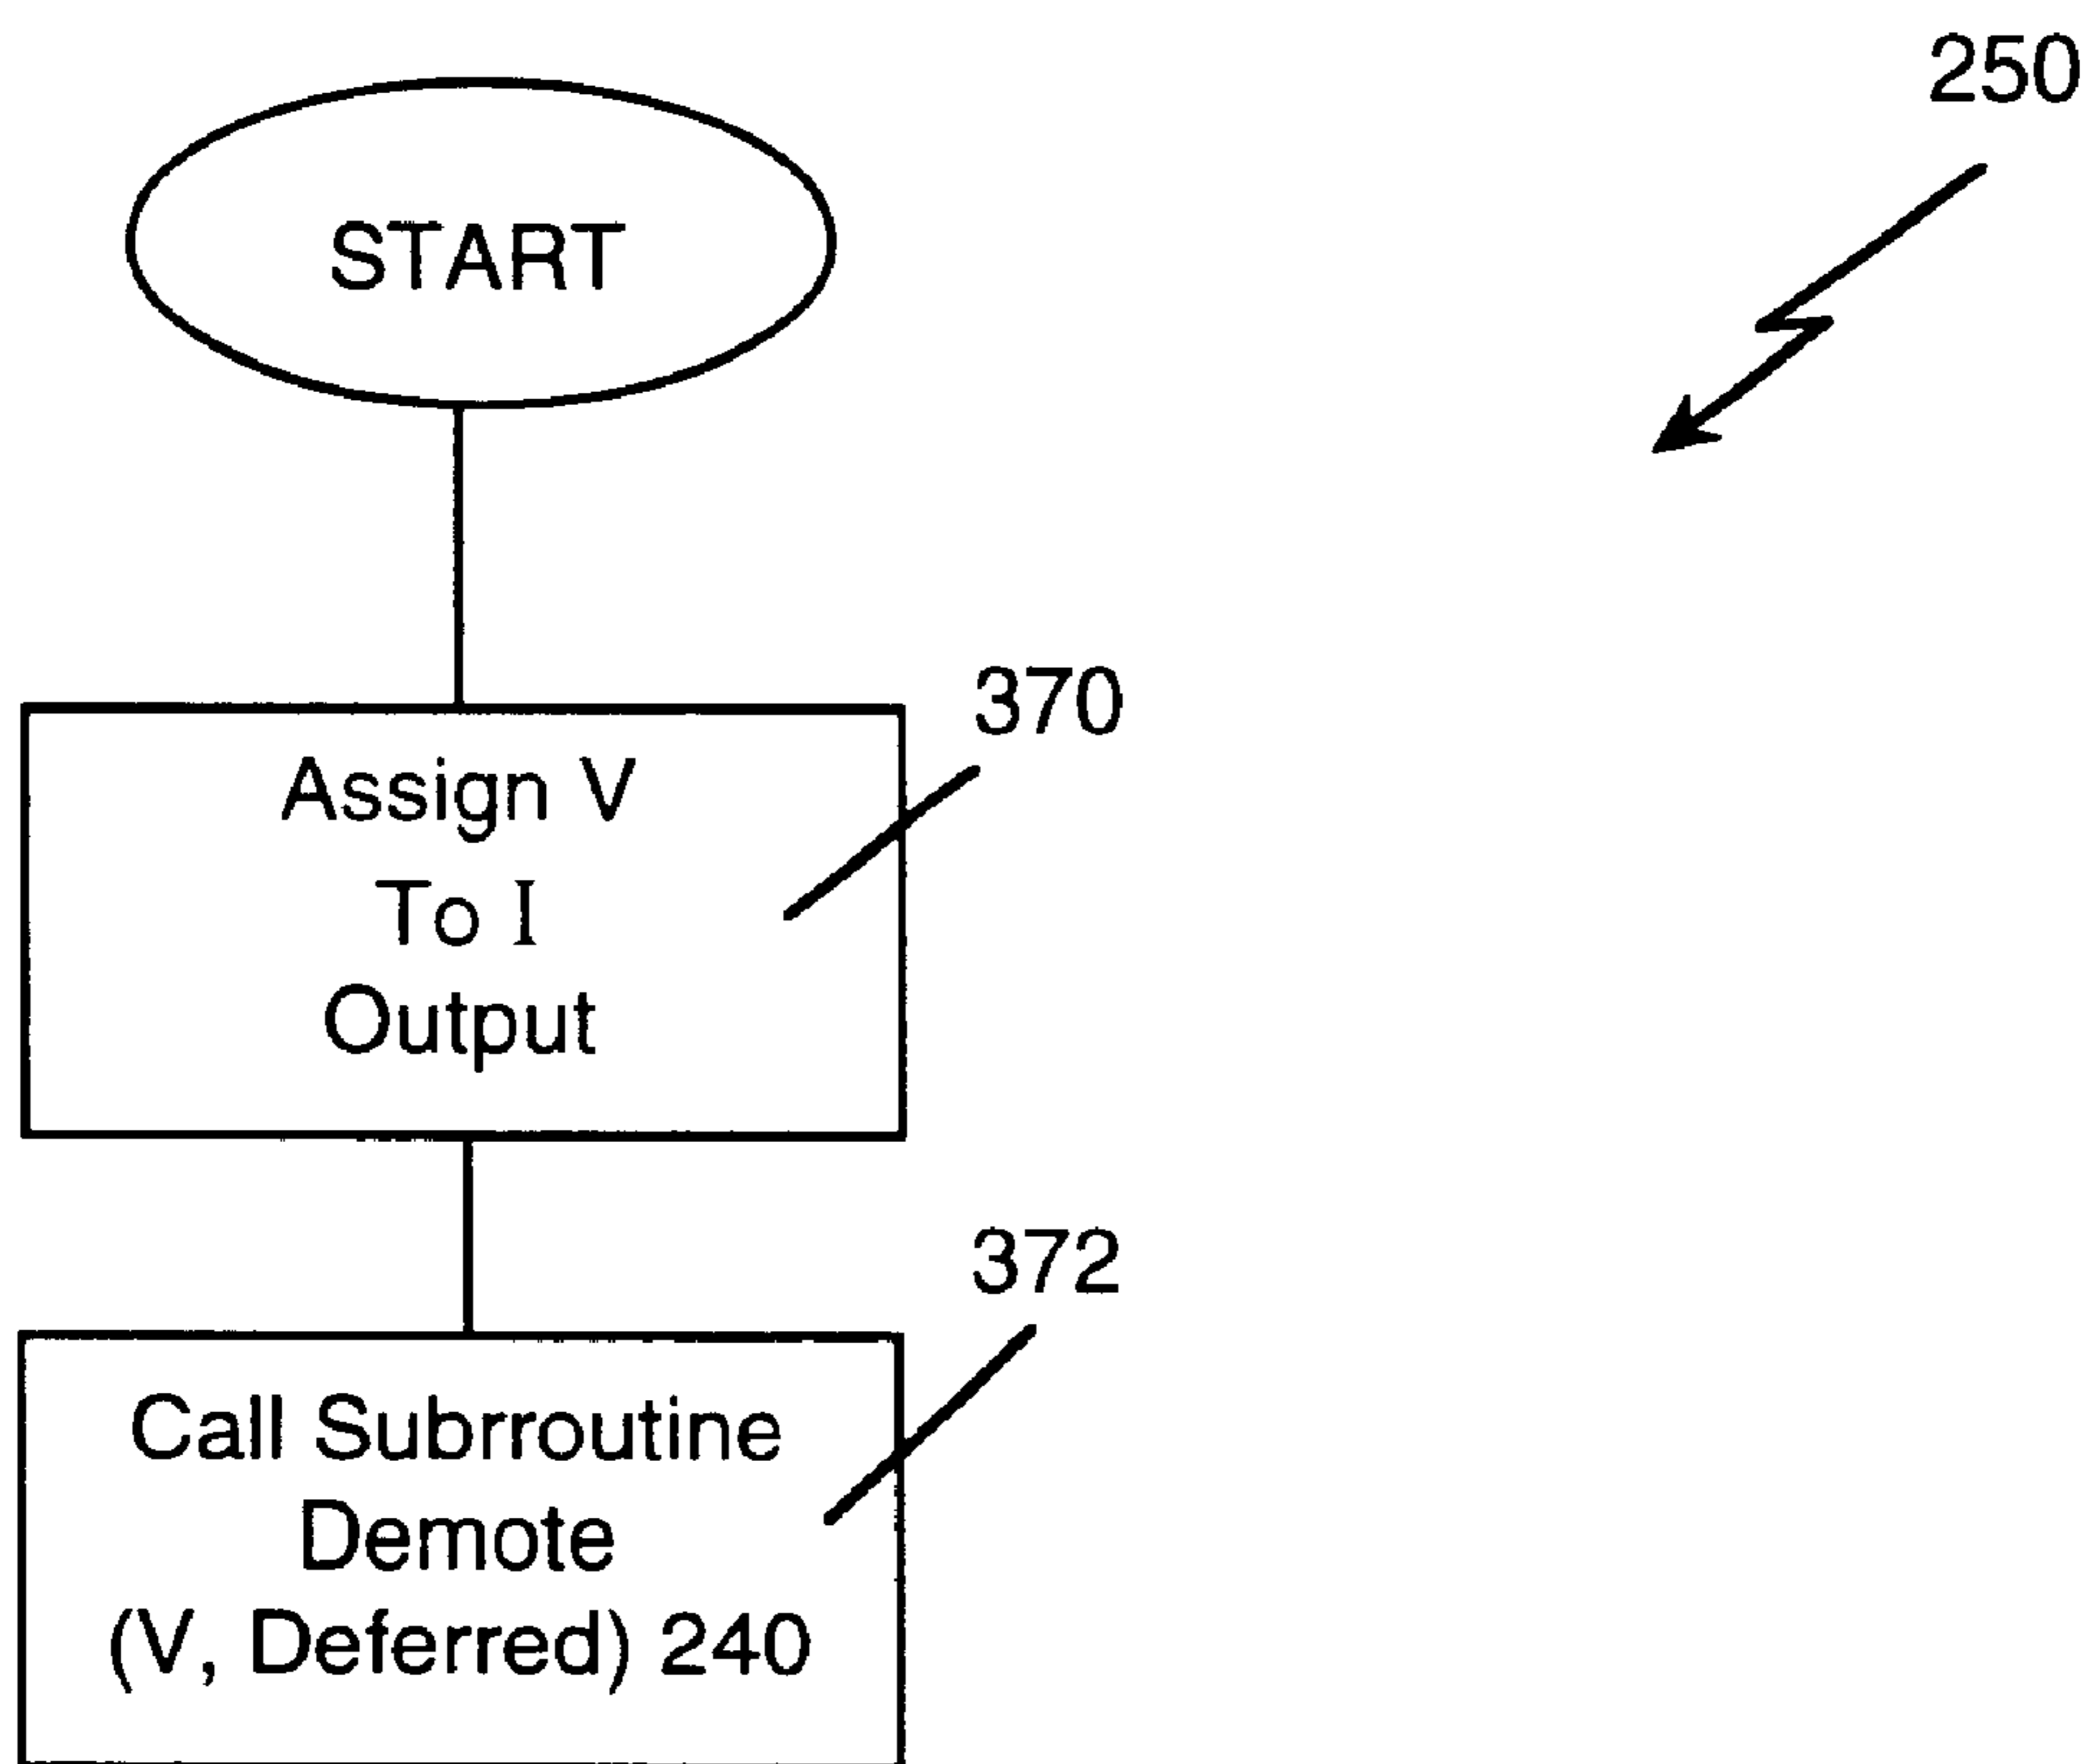 250
START
370
Assign V
To I
Output
372
Call Subrroutine
Demote
(V, Deferred) 240